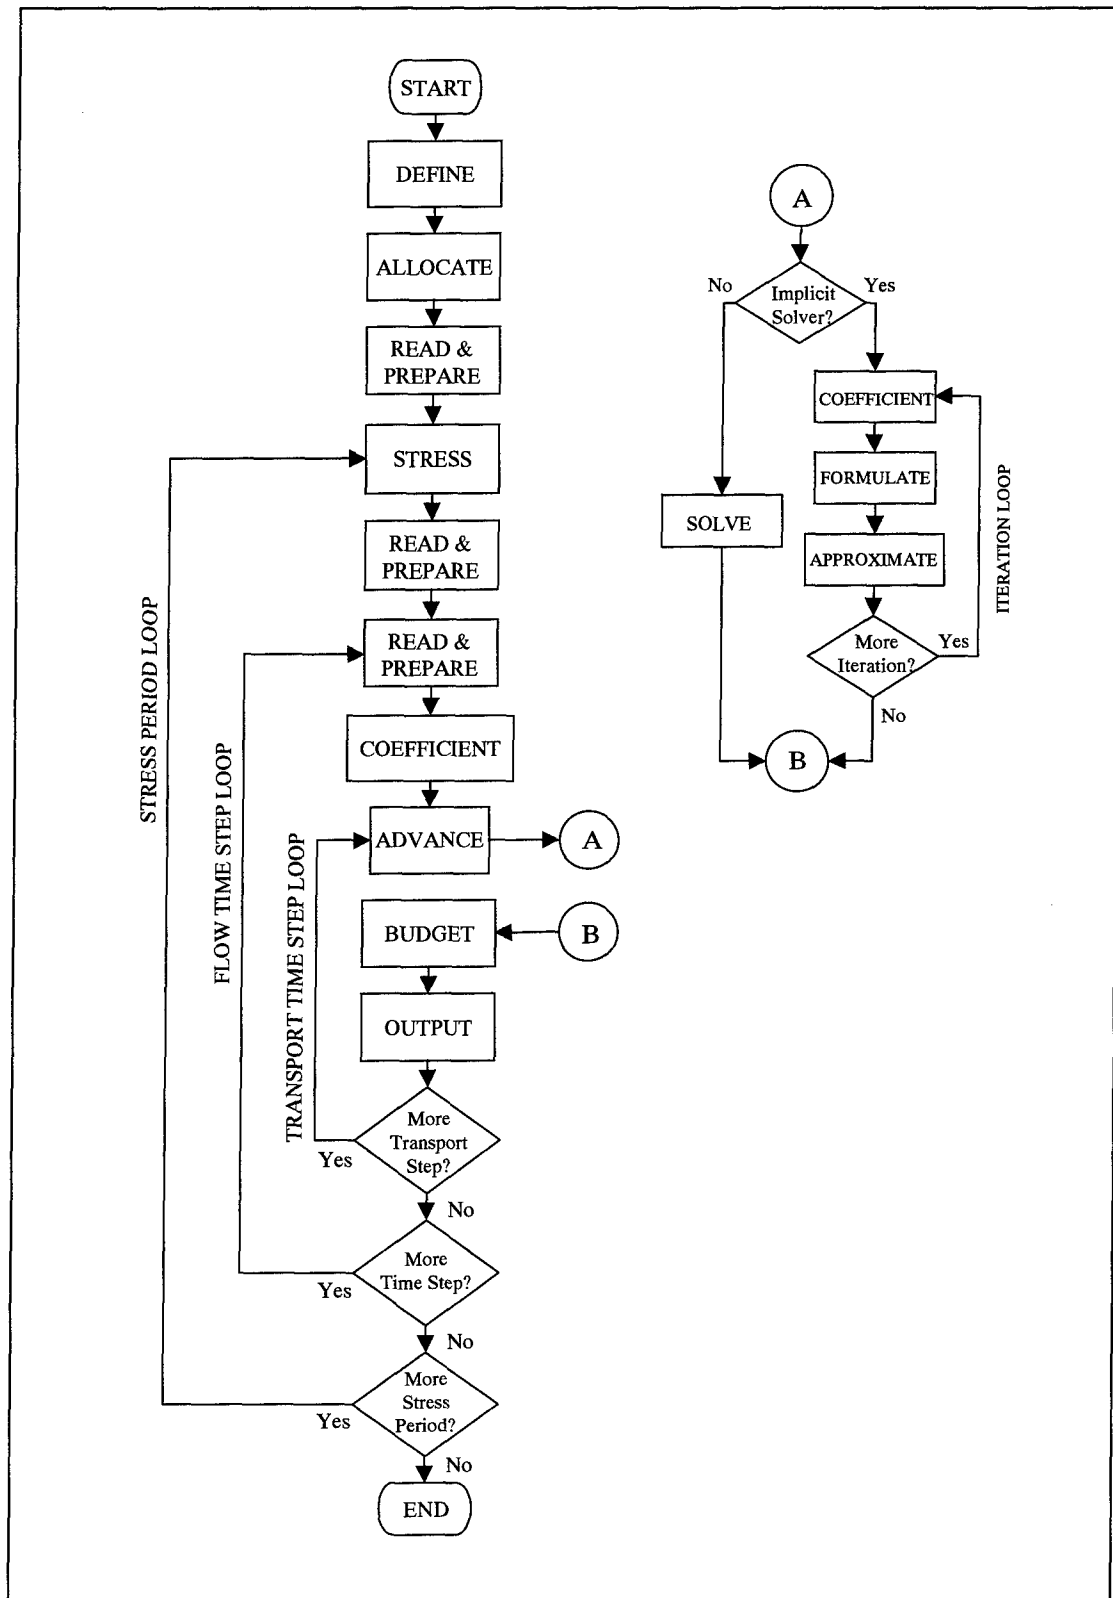 START
DEFINE
ALLOCATE
READ &
PREPARE
STRESS
READ &
PREPARE
READ &
PREPARE
COEFFICIENT
ADVANCE
A
BUDGET
B
OUTPUT
More
Transport
Step?
Yes
No
More
Time Step?
Yes
No
More
Stress
Period?
Yes
No
END
STRESS PERIOD LOOP
FLOW TIME STEP LOOP
TRANSPORT TIME STEP LOOP
A
No
Implicit
Solver?
Yes
COEFFICIENT
FORMULATE
SOLVE
APPROXIMATE
More
Iteration?
Yes
No
B
ITERATION LOOP